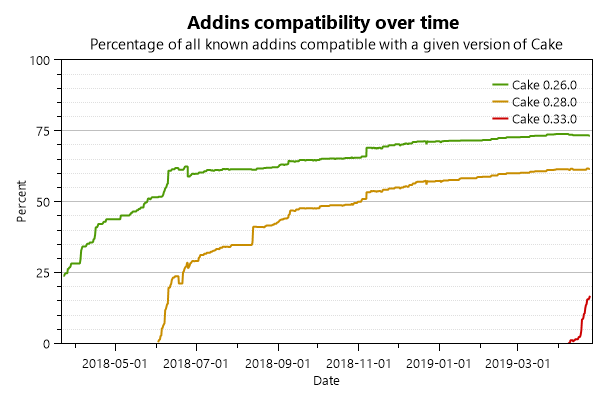 Addins compatibility over time
Percentage of all known addins compatible with a given version of Cake
100
75
50
25
0
Percent
Cake 0.26.0
Cake 0.28.0
Cake 0.33.0
2018-05-01 2018-07-01 2018-09-01 2018-11-01 2019-01-01 2019-03-01
Date